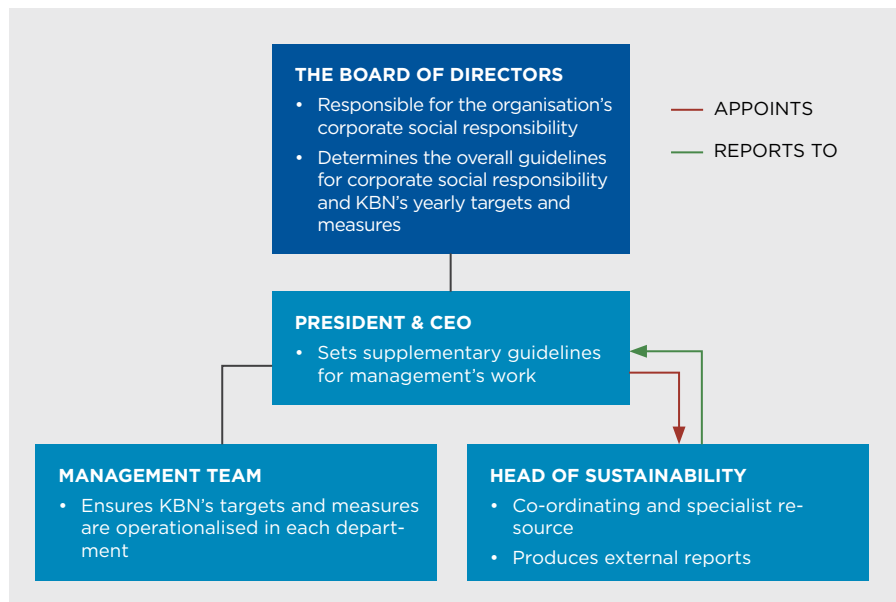 THE BOARD OF DIRECTORS
• Responsible for the organisation's
corporate social responsibility
• Determines the overall guidelines
for corporate social responsibility
and KBN's yearly targets and
measures
APPOINTS
REPORTS TO
PRESIDENT & CEO
• Sets supplementary guidelines
for management's work
MANAGEMENT TEAM
• Ensures KBN's targets and measures
are operationalised in each depart-
ment
HEAD OF SUSTAINABILITY
• Co-ordinating and specialist re-
source
• Produces external reports